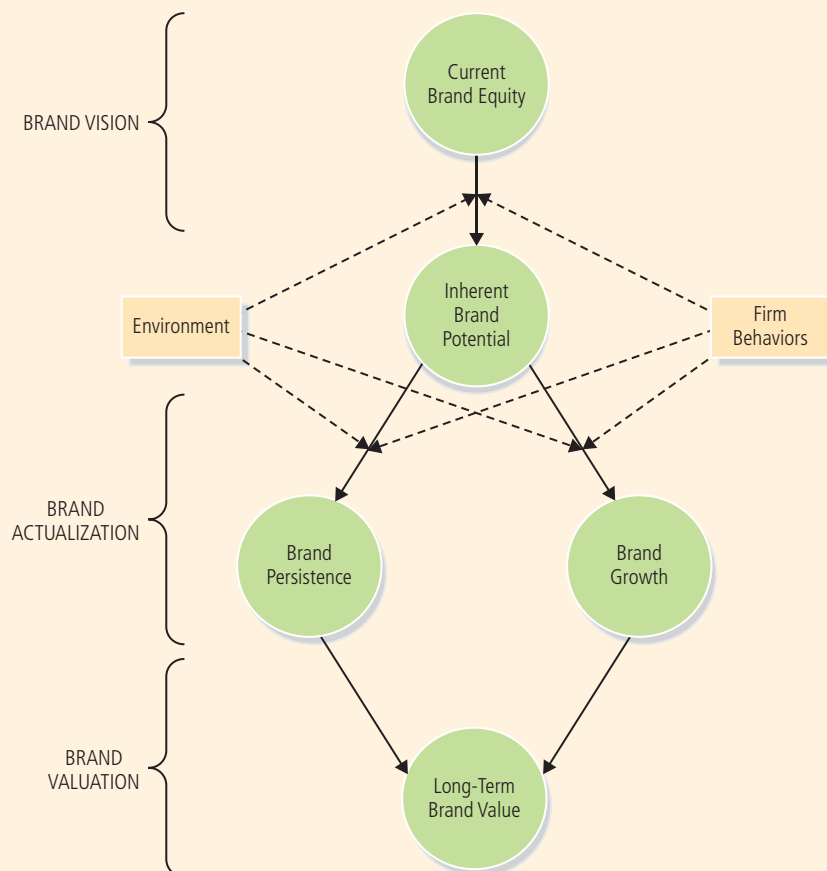 Current
Brand Equity
BRAND VISION
Inherent
Brand
Potential
Environment
Firm
Behaviors
BRAND
ACTUALIZATION
Brand
Persistence
Brand
Growth
BRAND
VALUATION
Long-Term
Brand Value